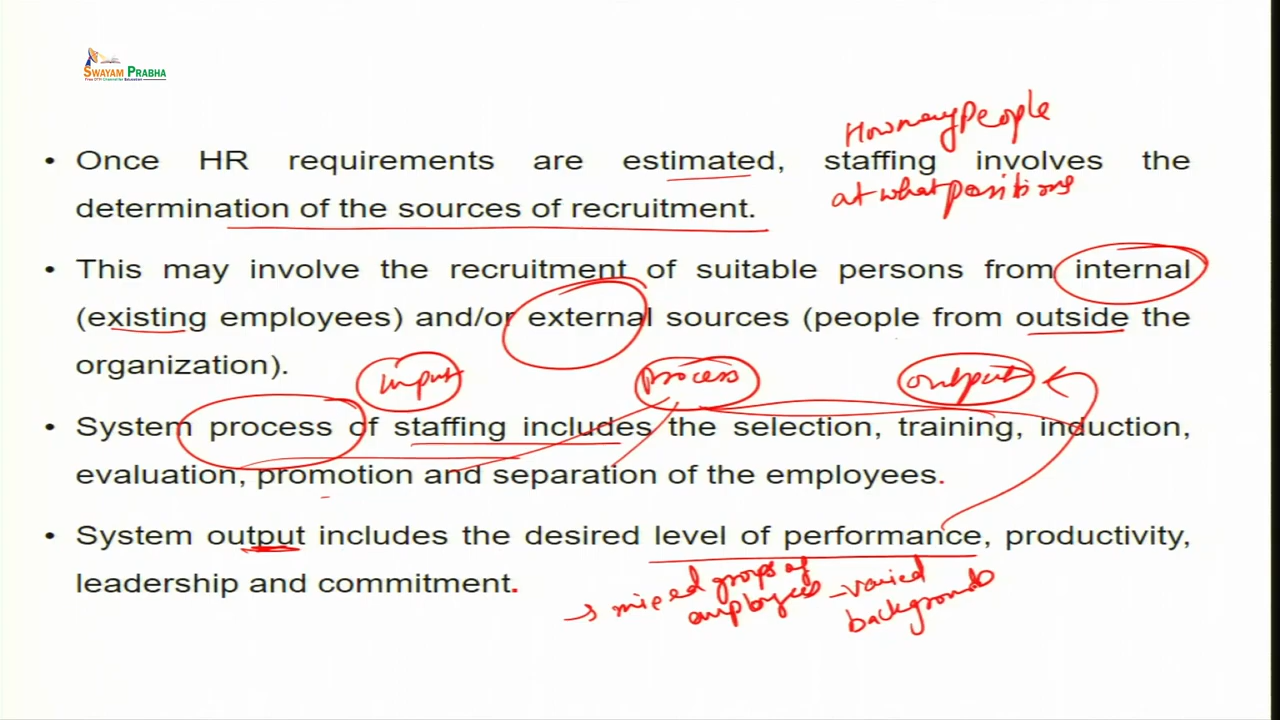 SWAYAM PRABHA
How many People
• Once HR requirements are estimated, staffing involves the
at what positions
determination of the sources of recruitment.
• This may involve the recruitment of suitable persons from internal
(existing employees) and/or external sources (people from outside the
organization).
input process output
• System process of staffing includes the selection, training, induction,
evaluation, promotion and separation of the employees.
• System output includes the desired level of performance, productivity,
leadership and commitment.
→ mixed groups of
employees – varied
backgrounds